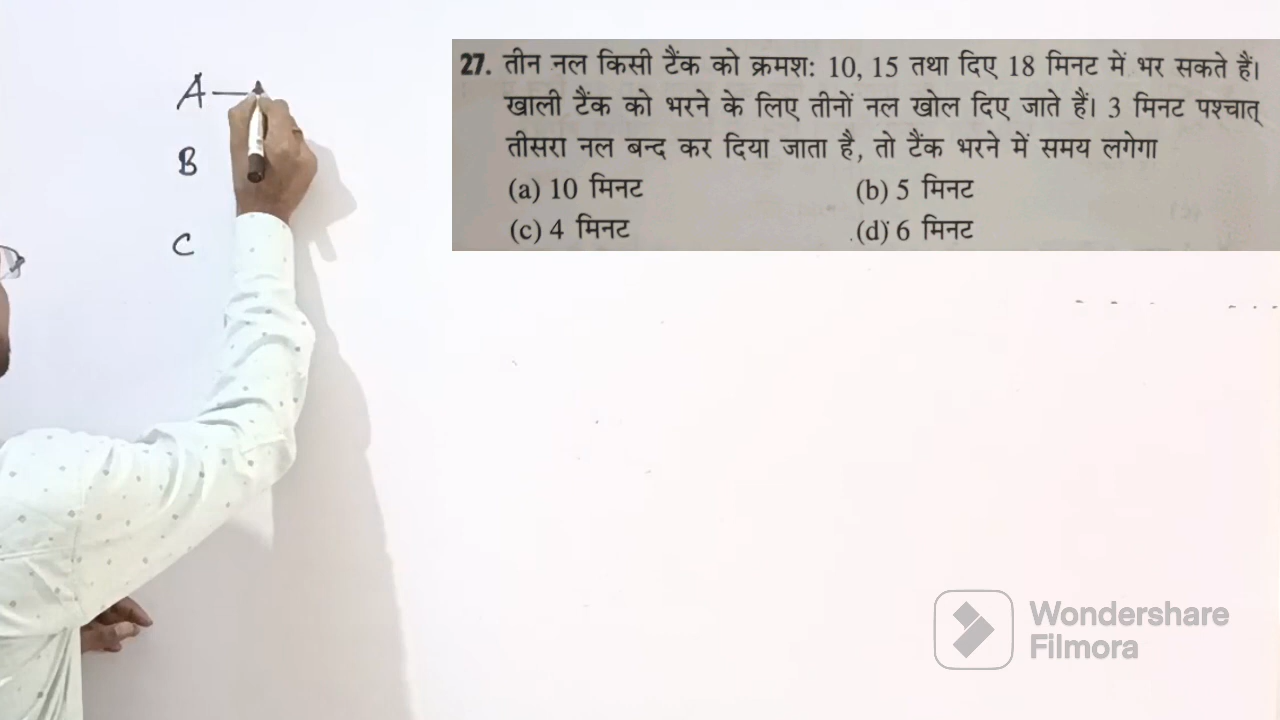 27. तीन नल किसी टैंक को क्रमशः 10, 15 तथा दिए 18 मिनट में भर सकते हैं।
खाली टैंक को भरने के लिए तीनों नल खोल दिए जाते हैं। 3 मिनट पश्चात्
तीसरा नल बन्द कर दिया जाता है, तो टैंक भरने में समय लगेगा
(a) 10 मिनट (b) 5 मिनट
(c) 4 मिनट (d) 6 मिनट
A —
B
C
Wondershare
Filmora